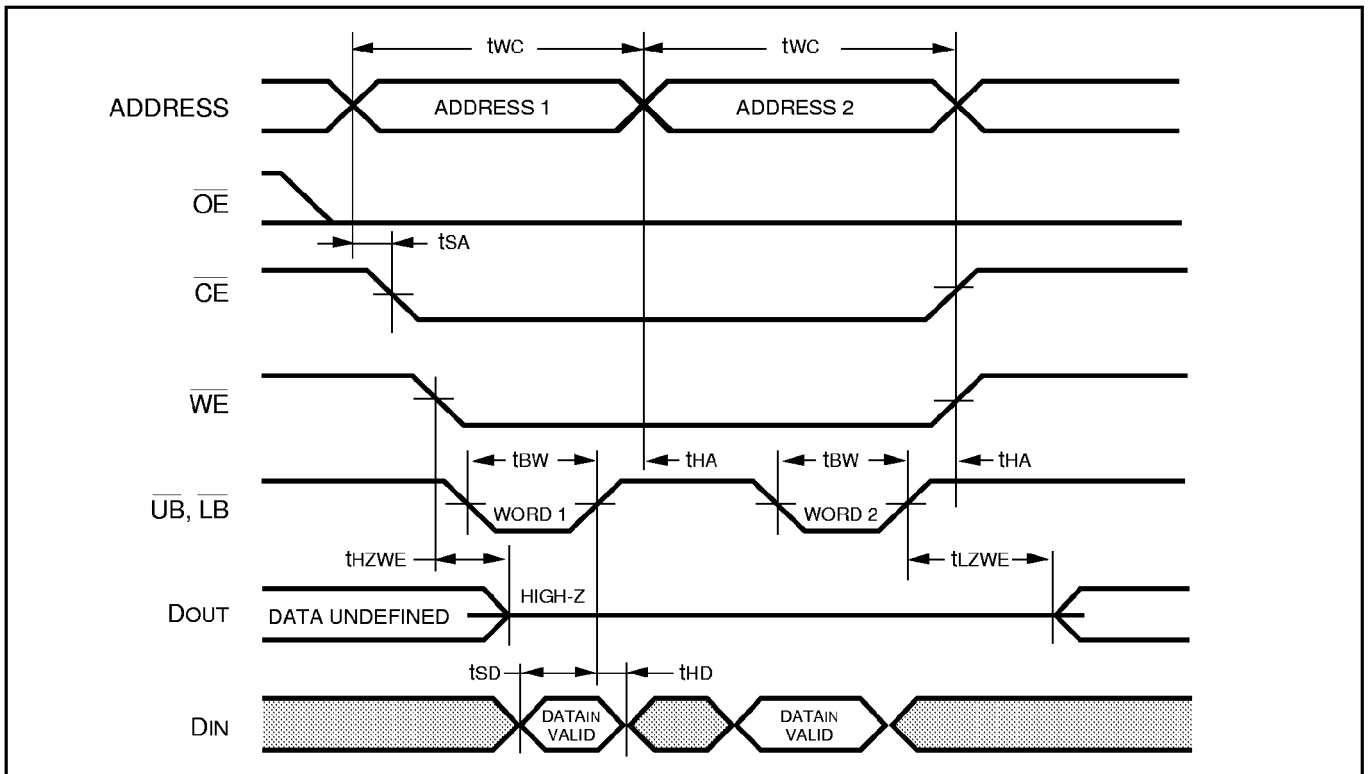 tWC tWC
ADDRESS ADDRESS 1 ADDRESS 2
OE
tSA
CE
WE
tBW tHA tBW tHA
UB, LB WORD 1 WORD 2
tHZWE tLZWE
DOUT DATA UNDEFINED HIGH-Z
tSD tHD
DIN DATAIN VALID DATAIN VALID